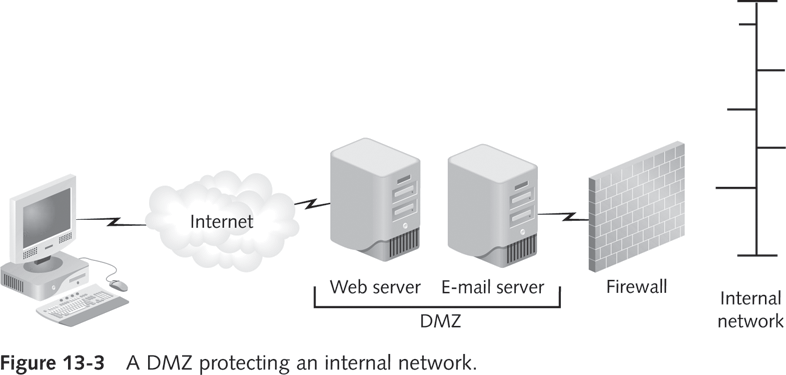 Internet
Web server
E-mail server
Firewall
DMZ
Internal
network
Figure 13-3 A DMZ protecting an internal network.